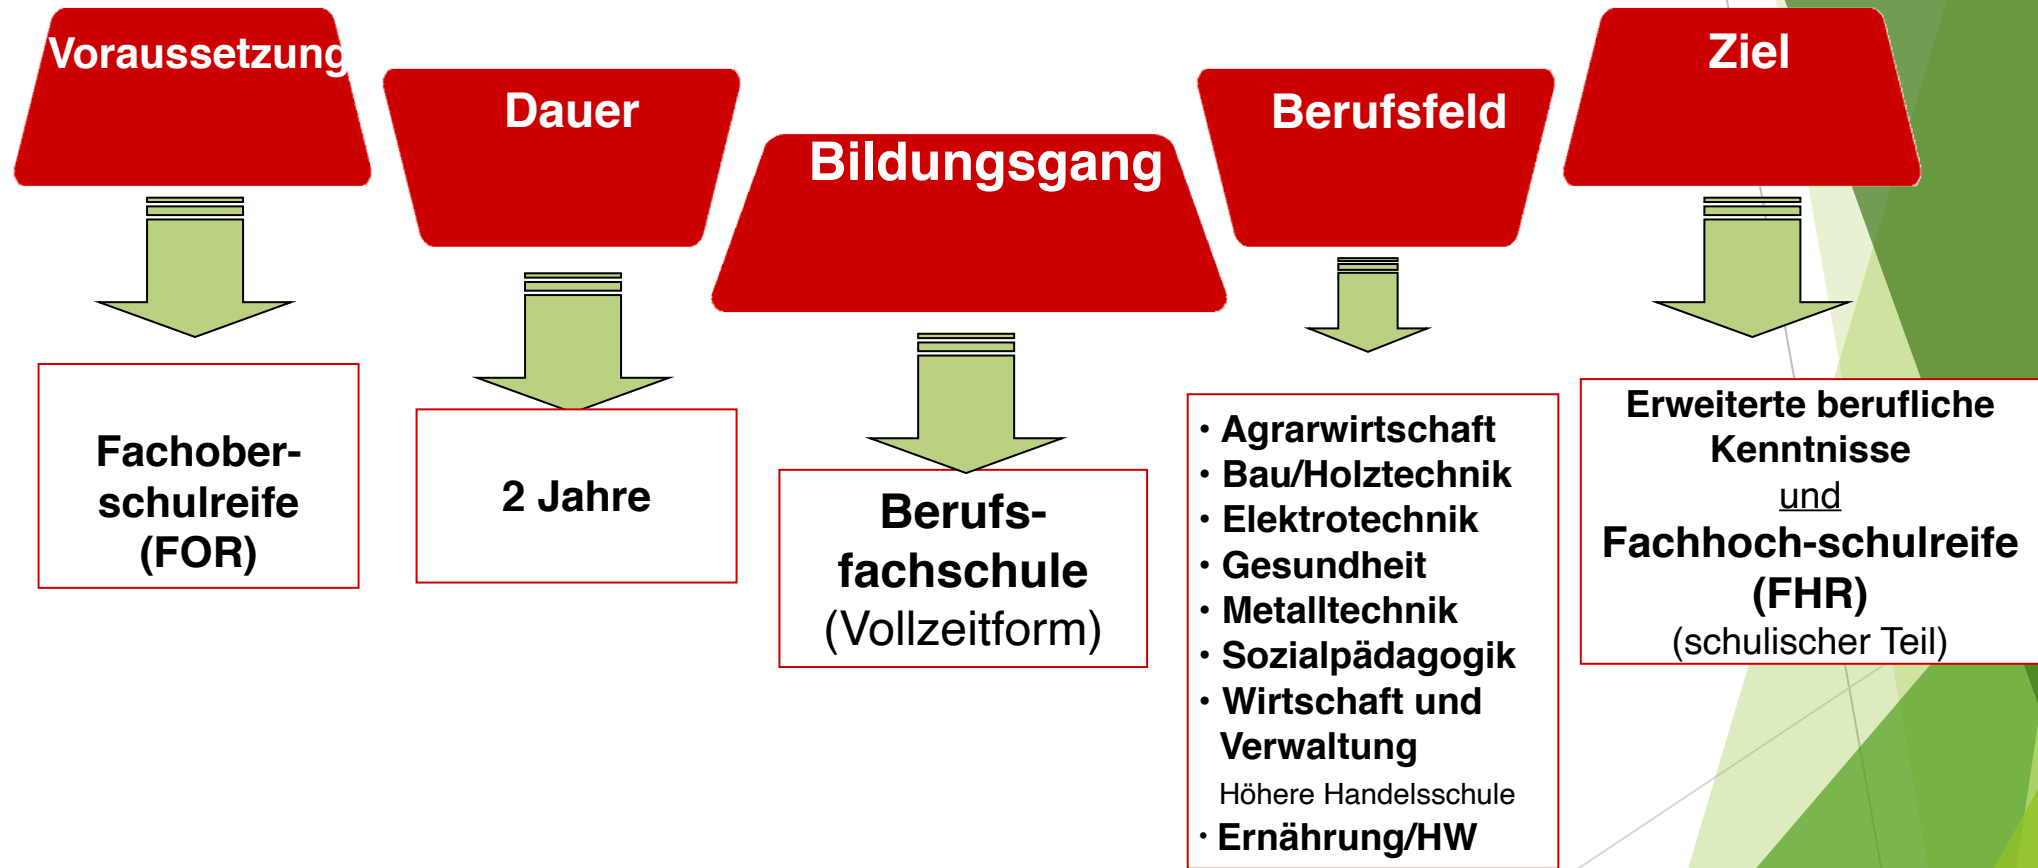 Voraussetzung
Dauer
Bildungsgang
Berufsfeld
Ziel
Fachober-
schulreife
(FOR)
2 Jahre
Berufs-
fachschule
(Vollzeitform)
· Agrarwirtschaft
· Bau/Holztechnik
· Elektrotechnik
· Gesundheit
· Metalltechnik
· Sozialpädagogik
· Wirtschaft und
Verwaltung
Höhere Handelsschule
· Ernährung/HW
Erweiterte berufliche
Kenntnisse
und
Fachhoch-schulreife
(FHR)
(schulischer Teil)